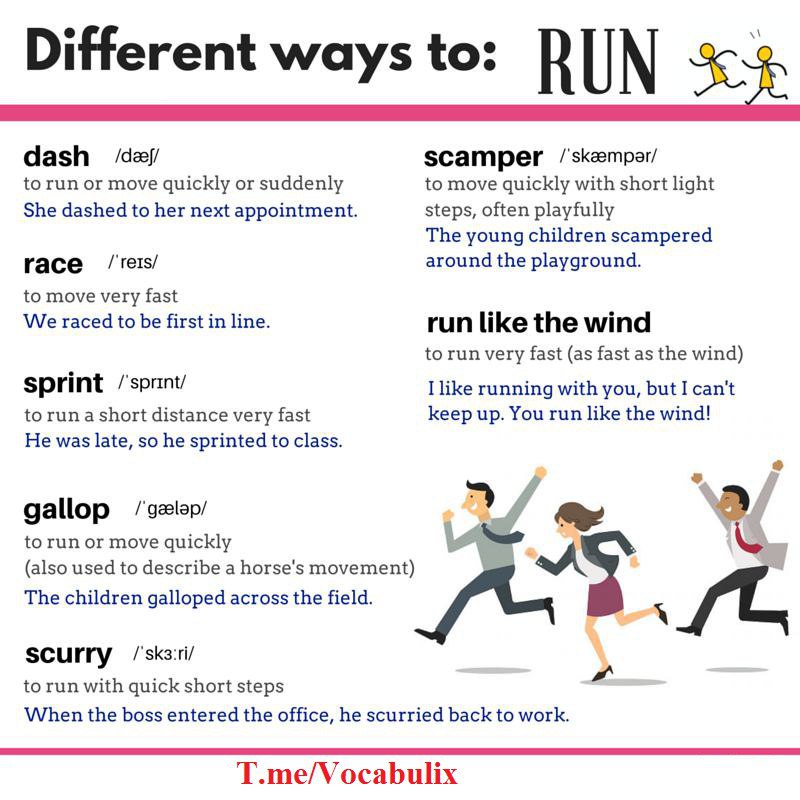 Different ways to: RUN
dash /dæʃ/
to run or move quickly or suddenly
She dashed to her next appointment.
race /ˈreɪs/
to move very fast
We raced to be first in line.
sprint /ˈsprɪnt/
to run a short distance very fast
He was late, so he sprinted to class.
gallop /ˈgæləp/
to run or move quickly
(also used to describe a horse's movement)
The children galloped across the field.
scurry /ˈskɜːri/
to run with quick short steps
When the boss entered the office, he scurried back to work.
scamper /ˈskæmpər/
to move quickly with short light
steps, often playfully
The young children scampered
around the playground.
run like the wind
to run very fast (as fast as the wind)
I like running with you, but I can't
keep up. You run like the wind!
T.me/Vocabulix